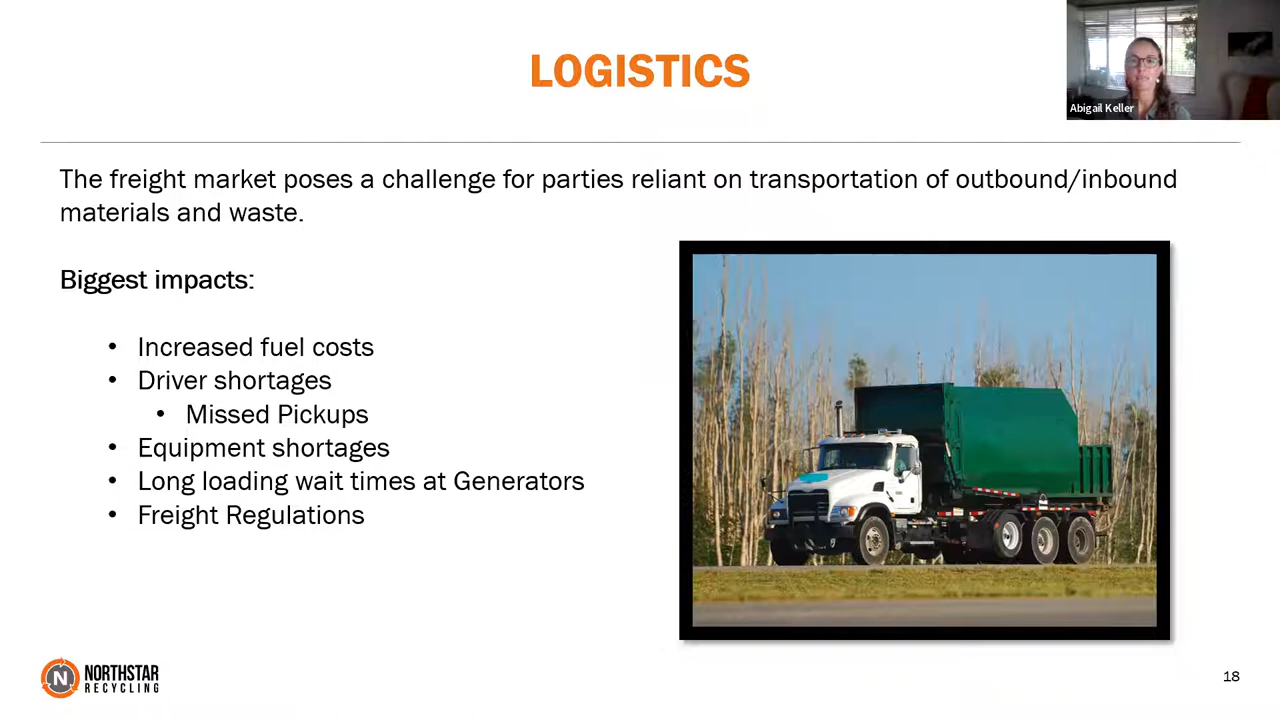 LOGISTICS
Abigail Keller
The freight market poses a challenge for parties reliant on transportation of outbound/inbound
materials and waste.
Biggest impacts:
• Increased fuel costs
• Driver shortages
• Missed Pickups
• Equipment shortages
• Long loading wait times at Generators
• Freight Regulations
N
NORTHSTAR
RECYCLING
18